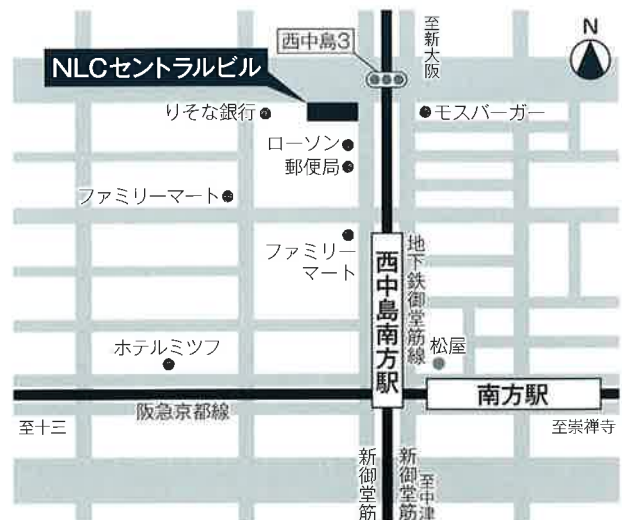 N
至新大阪
西中島3
NLCセントラルビル
りそな銀行
モスバーガー
ローソン
郵便局
ファミリーマート
ファミリー
マート
地下鉄御堂筋線
西中島南方駅
ホテルミツフ
松屋
南方駅
阪急京都線
至十三
至崇禅寺
新御堂筋
新御堂筋
至中津